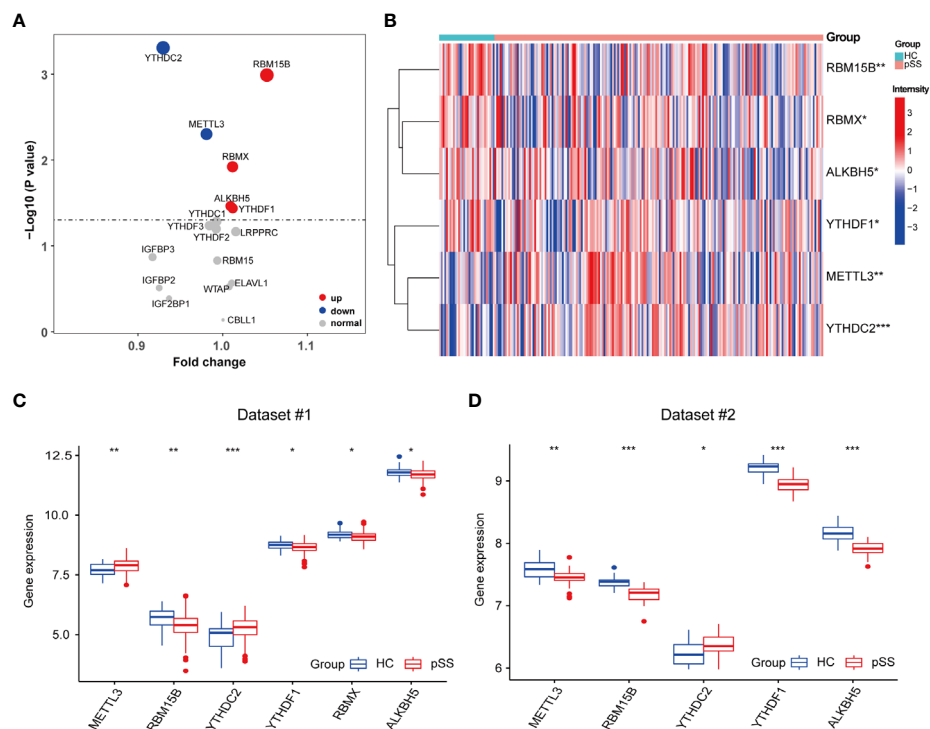 A
−Log10 (P value)
3
2
1
0
YTHDC2
RBM15B
METTL3
RBMX
ALKBH5
YTHDF1
YTHDC1
YTHDF3
YTHDF2
LRPPRC
IGFBP3
RBM15
IGFBP2
WTAP
ELAVL1
IGF2BP1
CBLL1
up
down
normal
0.9
1.0
1.1
Fold change
B
Group
RBM15B**
RBMX*
ALKBH5*
YTHDF1*
METTL3**
YTHDC2***
Group
HC
pSS
Intensity
3
2
1
0
−1
−2
−3
C
Dataset #1
Gene expression
12.5
10.0
7.5
5.0
** ** *** * * *
Group HC pSS
METTL3
RBM15B
YTHDC2
YTHDF1
RBMX
ALKBH5
D
Dataset #2
Gene expression
9
8
7
6
** *** * *** ***
Group HC pSS
METTL3
RBM15B
YTHDC2
YTHDF1
ALKBH5